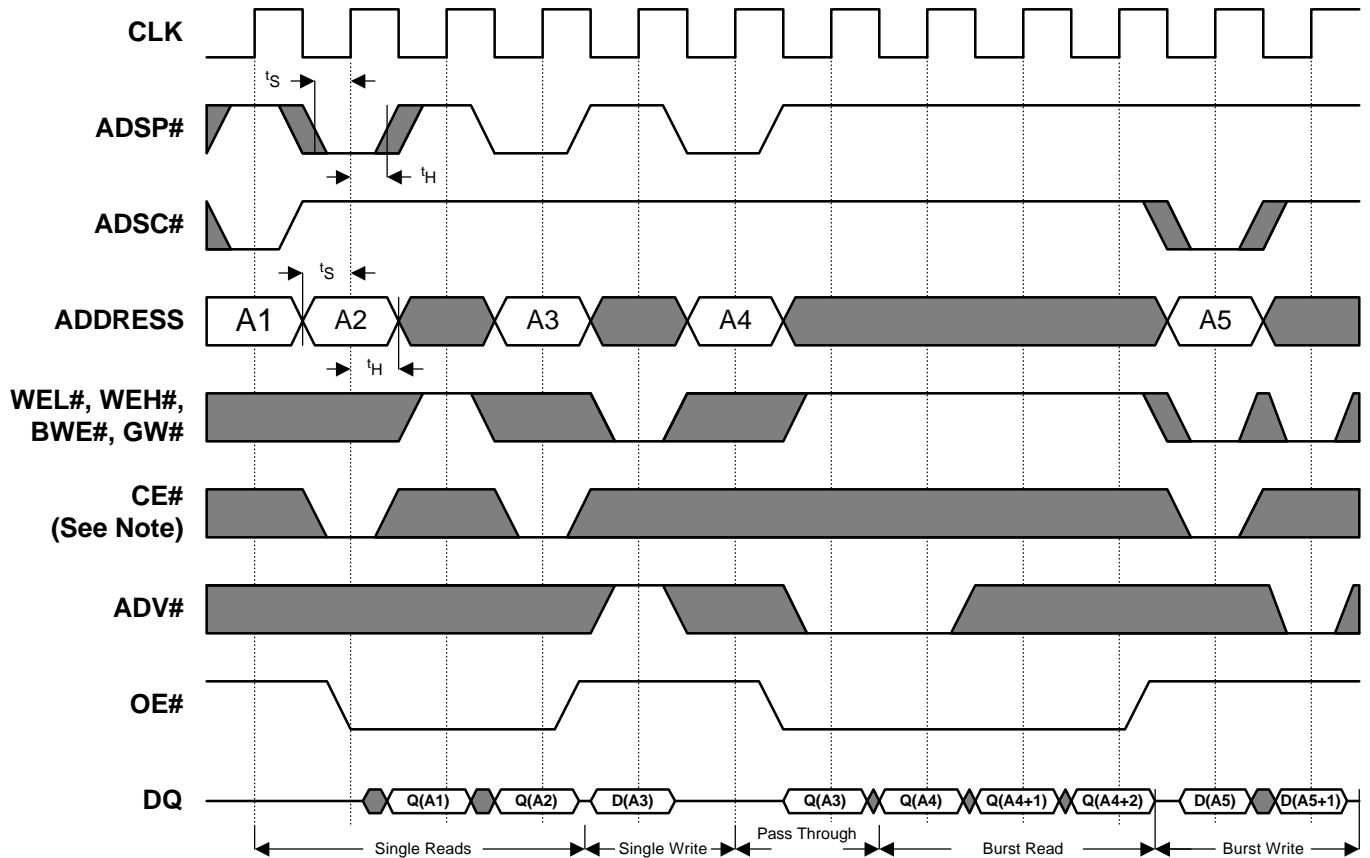 CLK
tS
ADSP#
tH
ADSC#
tS
ADDRESS
A1 A2 A3 A4 A5
tH
WEL#, WEH#,
BWE#, GW#
CE#
(See Note)
ADV#
OE#
DQ
Q(A1) Q(A2) D(A3) Q(A3) Q(A4) Q(A4+1) Q(A4+2) D(A5) D(A5+1)
Single Reads Single Write Pass Through Burst Read Burst Write